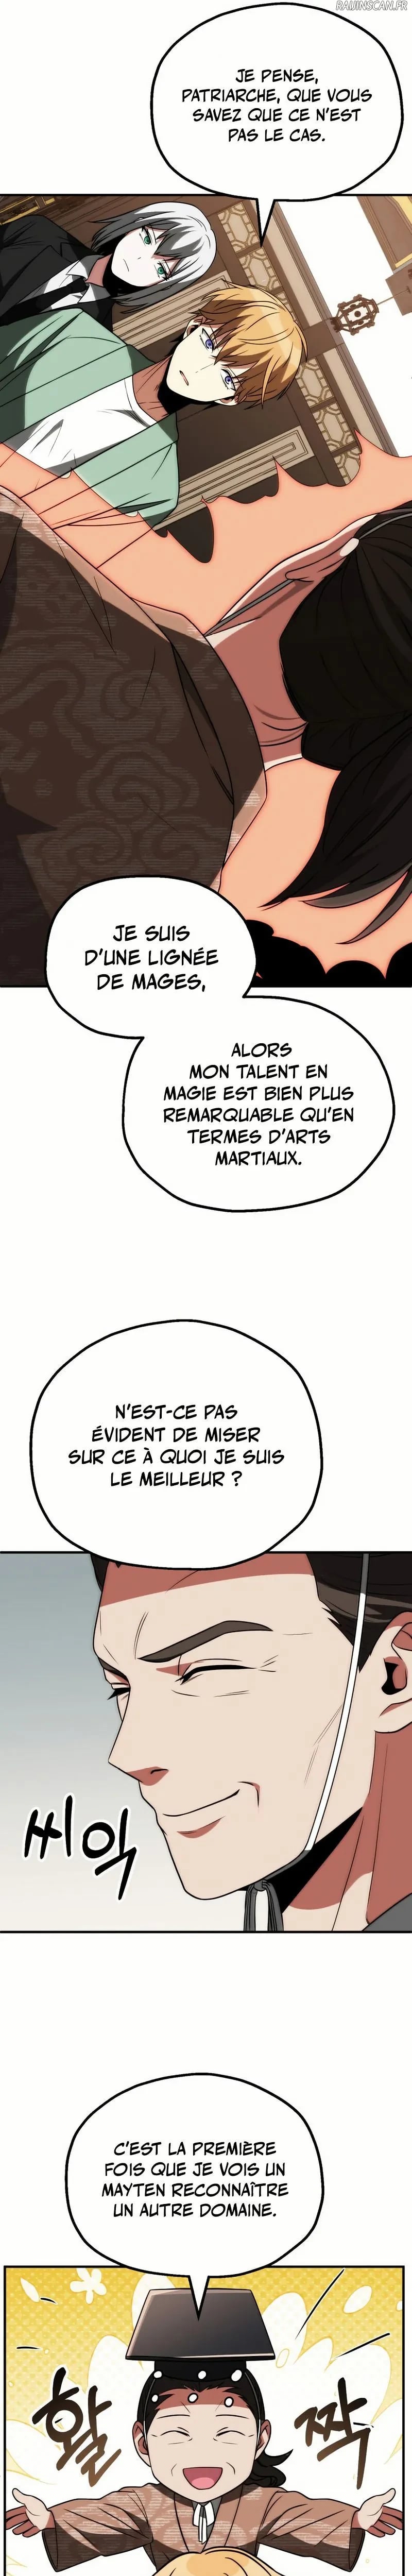 RAIJINSCAN.FR
JE PENSE,
PATRIARCHE, QUE VOUS
SAVEZ QUE CE N'EST
PAS LE CAS.
JE SUIS
D'UNE LIGNÉE
DE MAGES,
ALORS
MON TALENT EN
MAGIE EST BIEN PLUS
REMARQUABLE QU'EN
TERMES D'ARTS
MARTIAUX.
N'EST-CE PAS
ÉVIDENT DE MISER
SUR CE À QUOI JE SUIS
LE MEILLEUR ?
씨익
C'EST LA PREMIÈRE
FOIS QUE JE VOIS UN
MAYTEN RECONNAÎTRE
UN AUTRE DOMAINE.
활짝